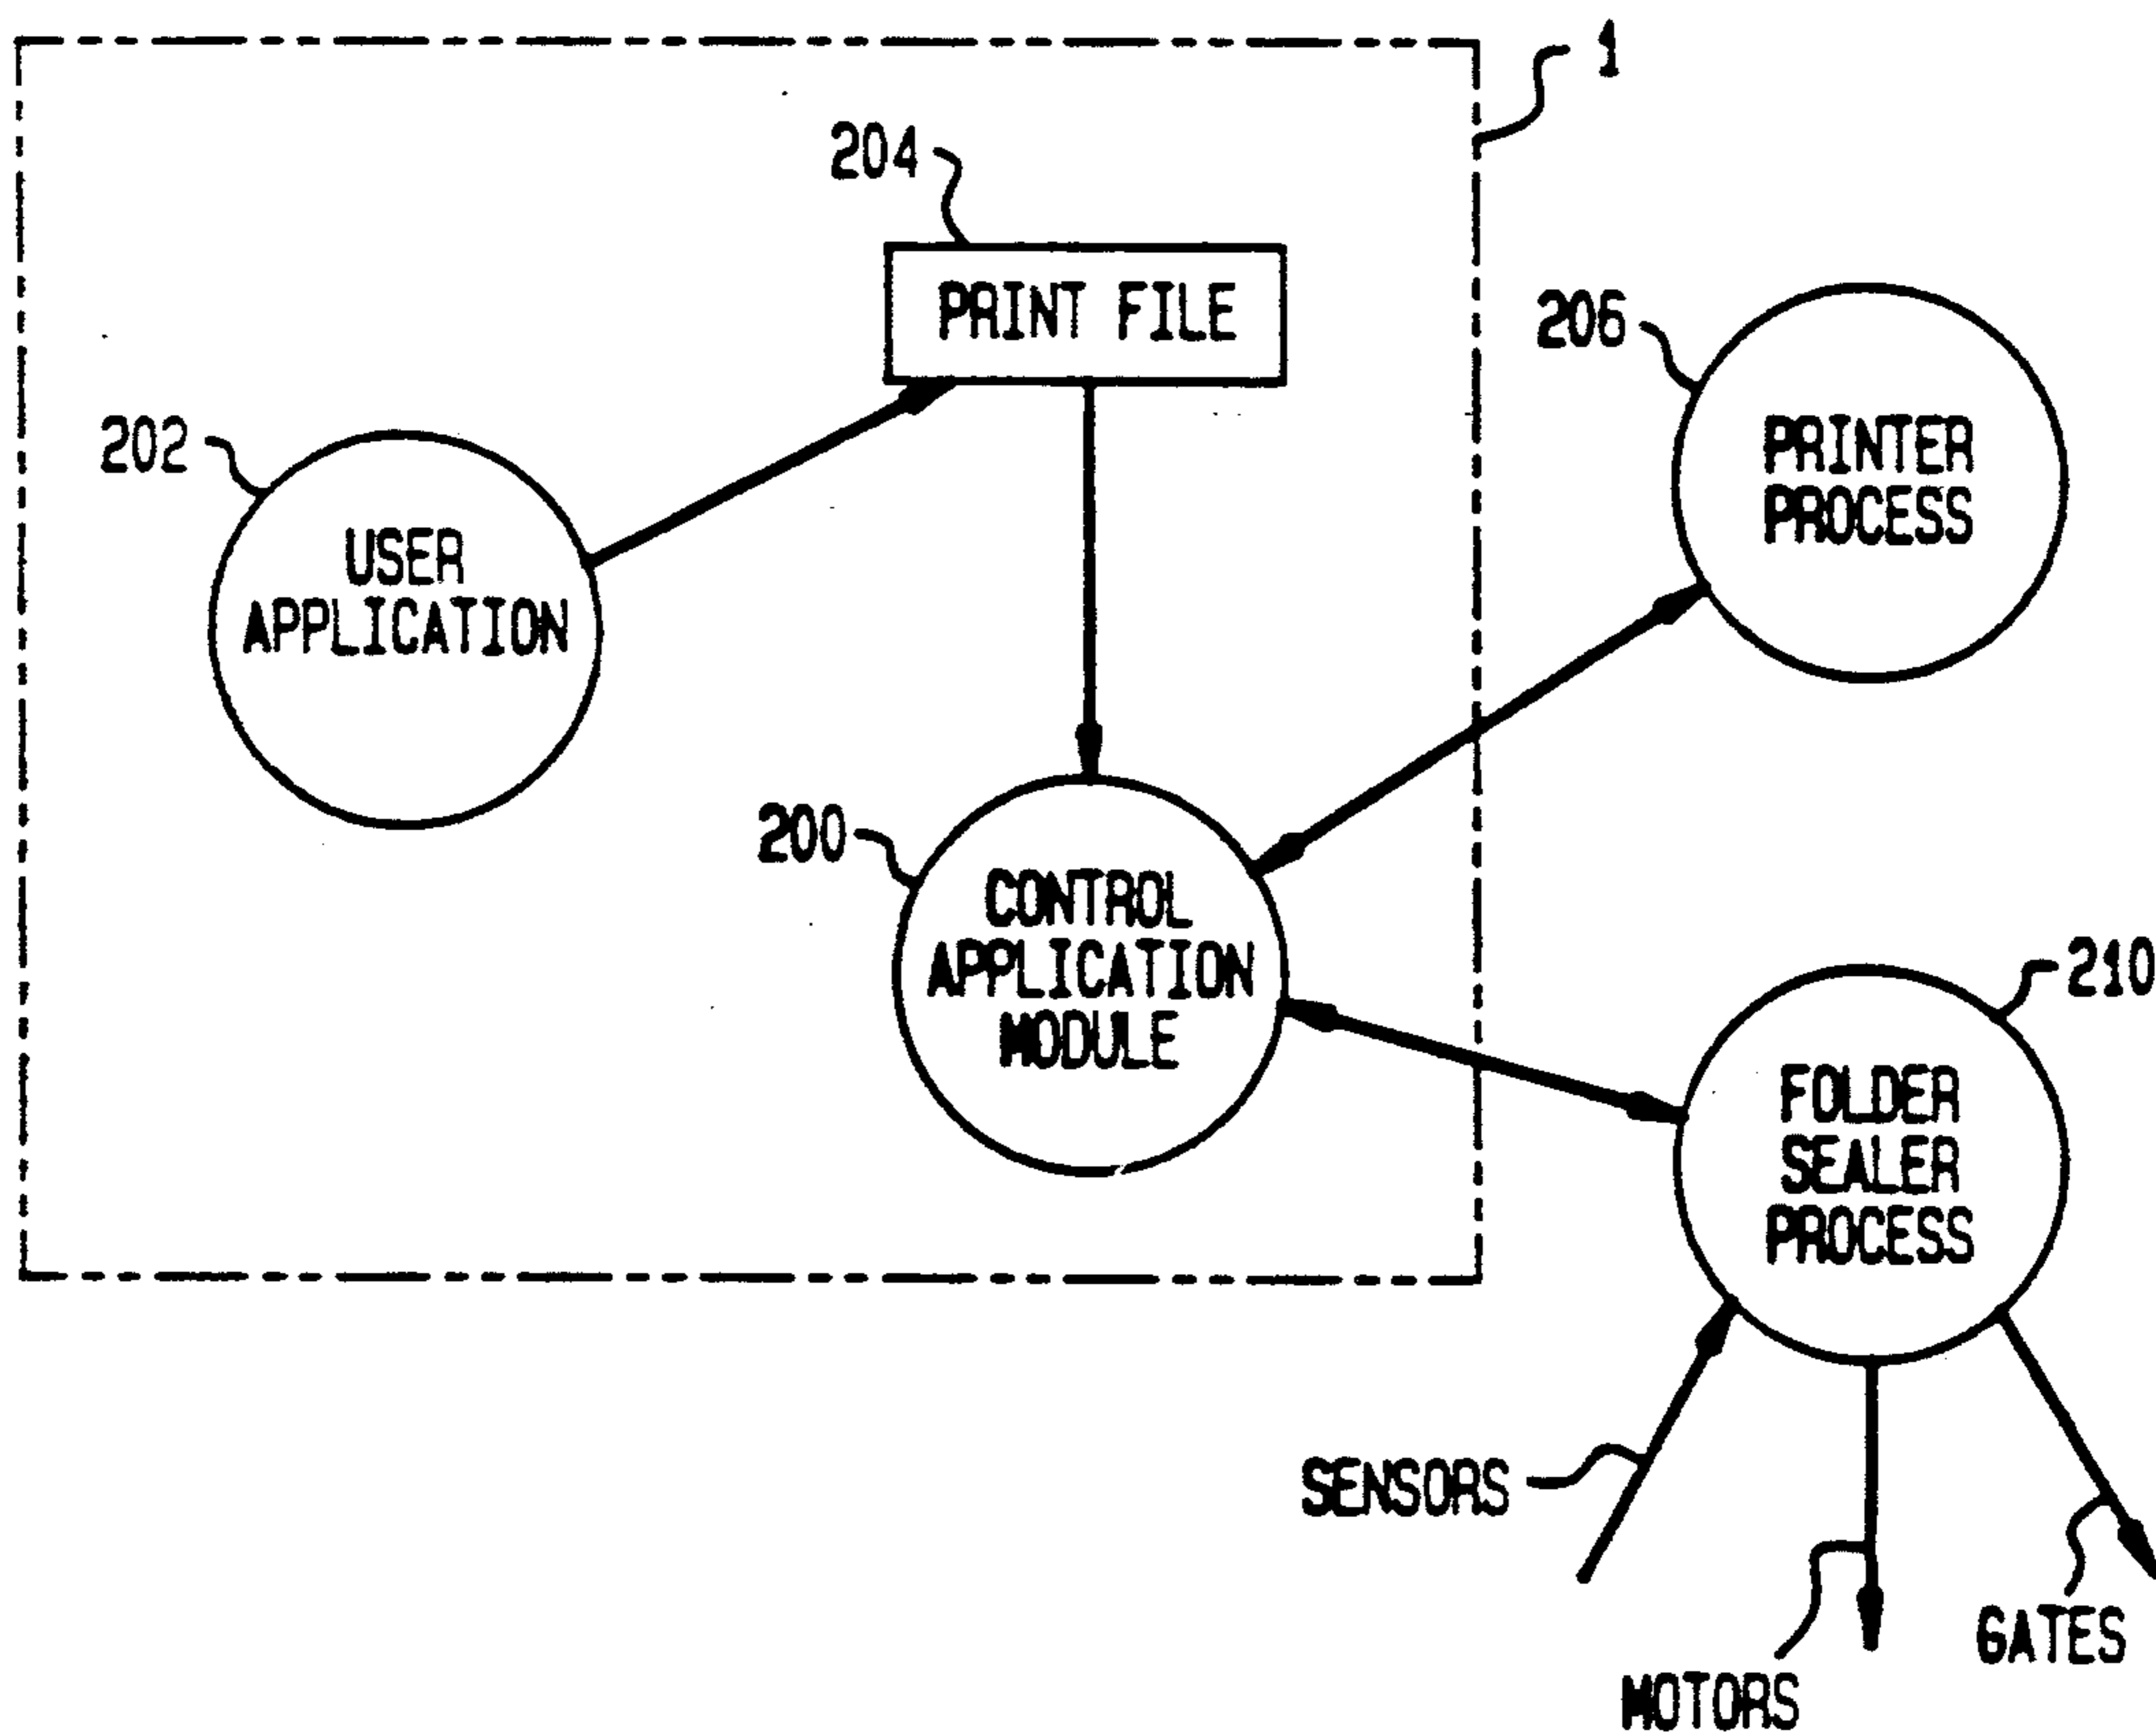 1
204
PRINT FILE
206
PRINTER
PROCESS
202
USER
APPLICATION
200
CONTROL
APPLICATION
MODULE
210
FOLDER
SEALER
PROCESS
SENSORS
GATES
MOTORS